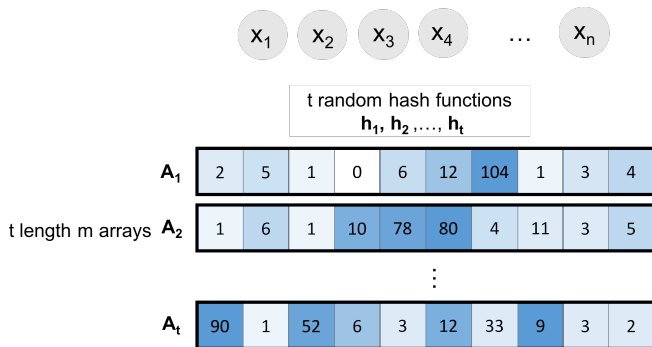 x1 x2 x3 x4 … xn
t random hash functions
h1, h2 ,…, ht
A1 2 5 1 0 6 12 104 1 3 4
t length m arrays A2 1 6 1 10 78 80 4 11 3 5
⋮
At 90 1 52 6 3 12 33 9 3 2